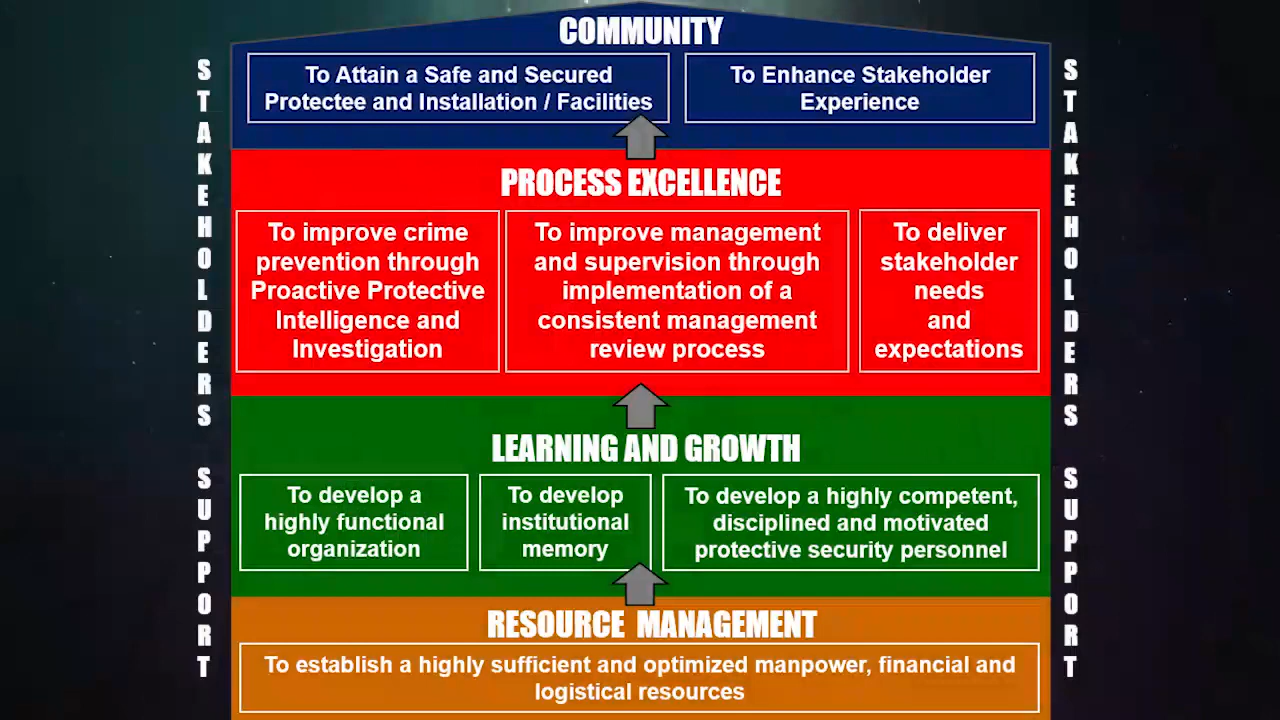 COMMUNITY
To Attain a Safe and Secured
Protectee and Installation / Facilities
To Enhance Stakeholder
Experience
PROCESS EXCELLENCE
To improve crime
prevention through
Proactive Protective
Intelligence and
Investigation
To improve management
and supervision through
implementation of a
consistent management
review process
To deliver
stakeholder
needs
and
expectations
LEARNING AND GROWTH
To develop a
highly functional
organization
To develop
institutional
memory
To develop a highly competent,
disciplined and motivated
protective security personnel
RESOURCE MANAGEMENT
To establish a highly sufficient and optimized manpower, financial and
logistical resources
STAKEHOLDERS SUPPORT
STAKEHOLDERS SUPPORT